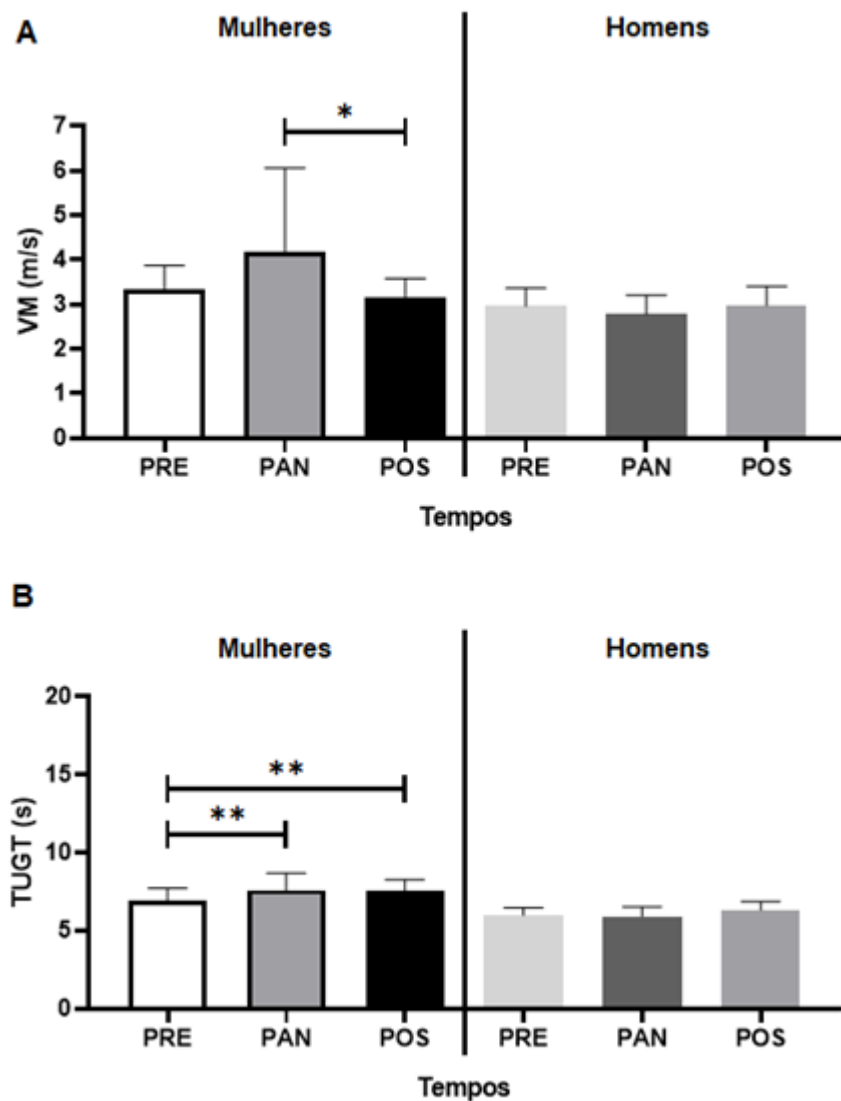 A
Mulheres
Homens
*
VM (m/s)
7
6
5
4
3
2
1
0
PRE PAN POS PRE PAN POS
Tempos
B
Mulheres
Homens
**
**
TUGT (s)
20
15
10
5
0
PRE PAN POS PRE PAN POS
Tempos